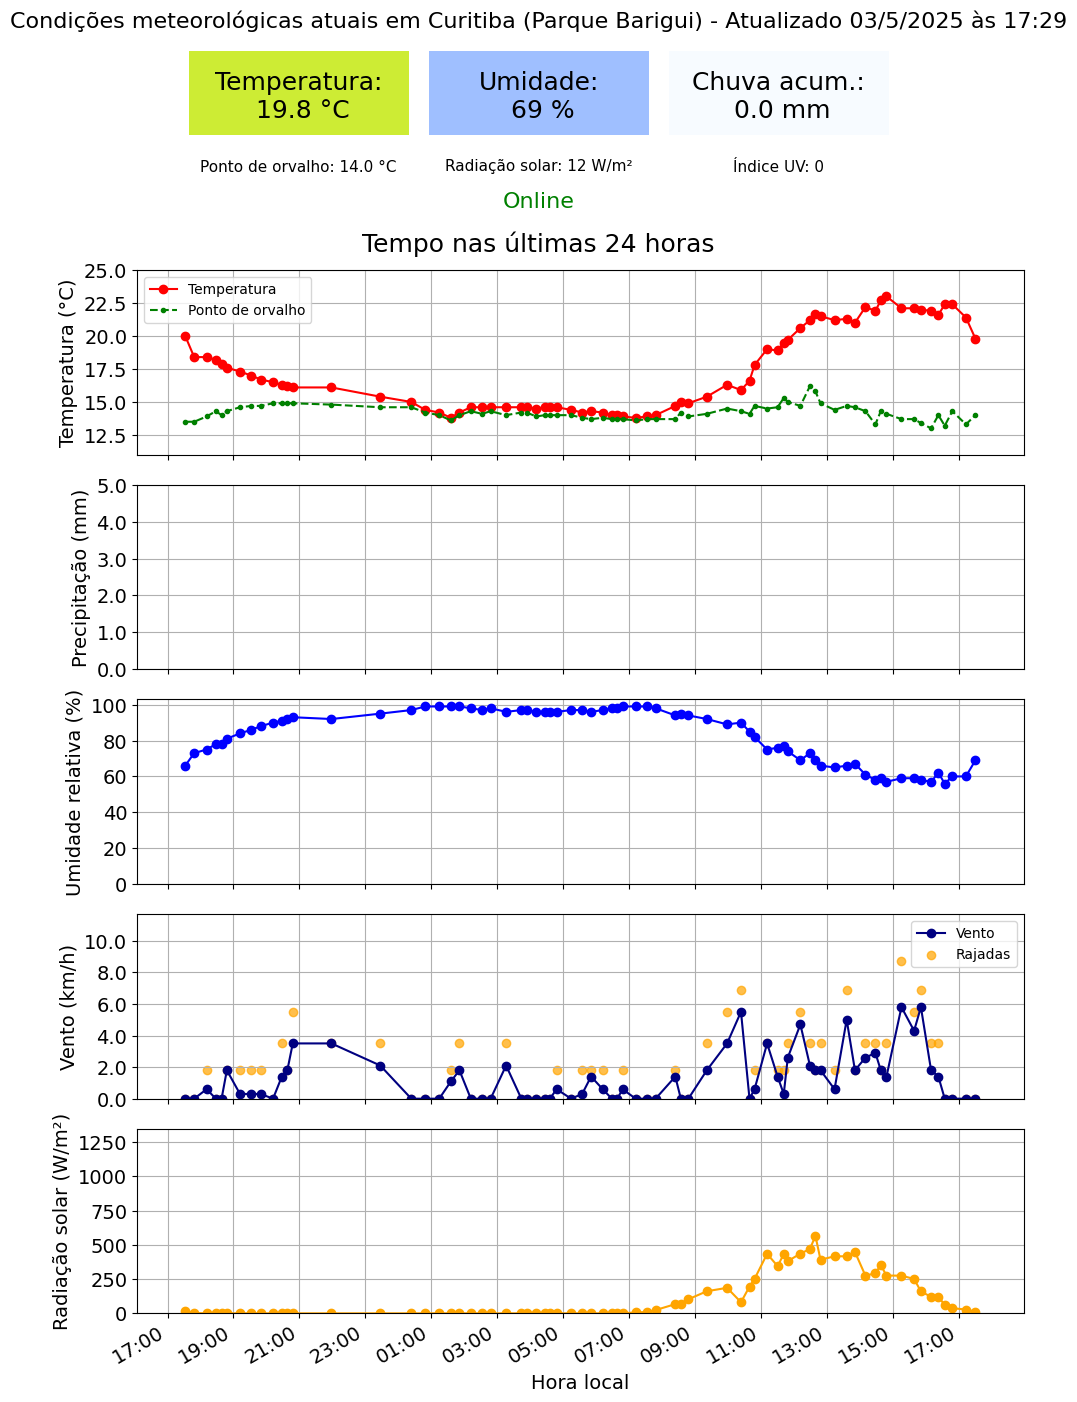 Condições meteorológicas atuais em Curitiba (Parque Barigui) - Atualizado 03/5/2025 às 17:29
Temperatura:
19.8 °C
Umidade:
69 %
Chuva acum.:
0.0 mm
Ponto de orvalho: 14.0 °C
Radiação solar: 12 W/m²
Índice UV: 0
Online
Tempo nas últimas 24 horas
Temperatura (°C)
25.0
22.5
20.0
17.5
15.0
12.5
Temperatura
Ponto de orvalho
Precipitação (mm)
5.0
4.0
3.0
2.0
1.0
0.0
Umidade relativa (%)
100
80
60
40
20
0
Vento (km/h)
10.0
8.0
6.0
4.0
2.0
0.0
Vento
Rajadas
Radiação solar (W/m²)
1250
1000
750
500
250
0
17:00
19:00
21:00
23:00
01:00
03:00
05:00
07:00
09:00
11:00
13:00
15:00
17:00
Hora local